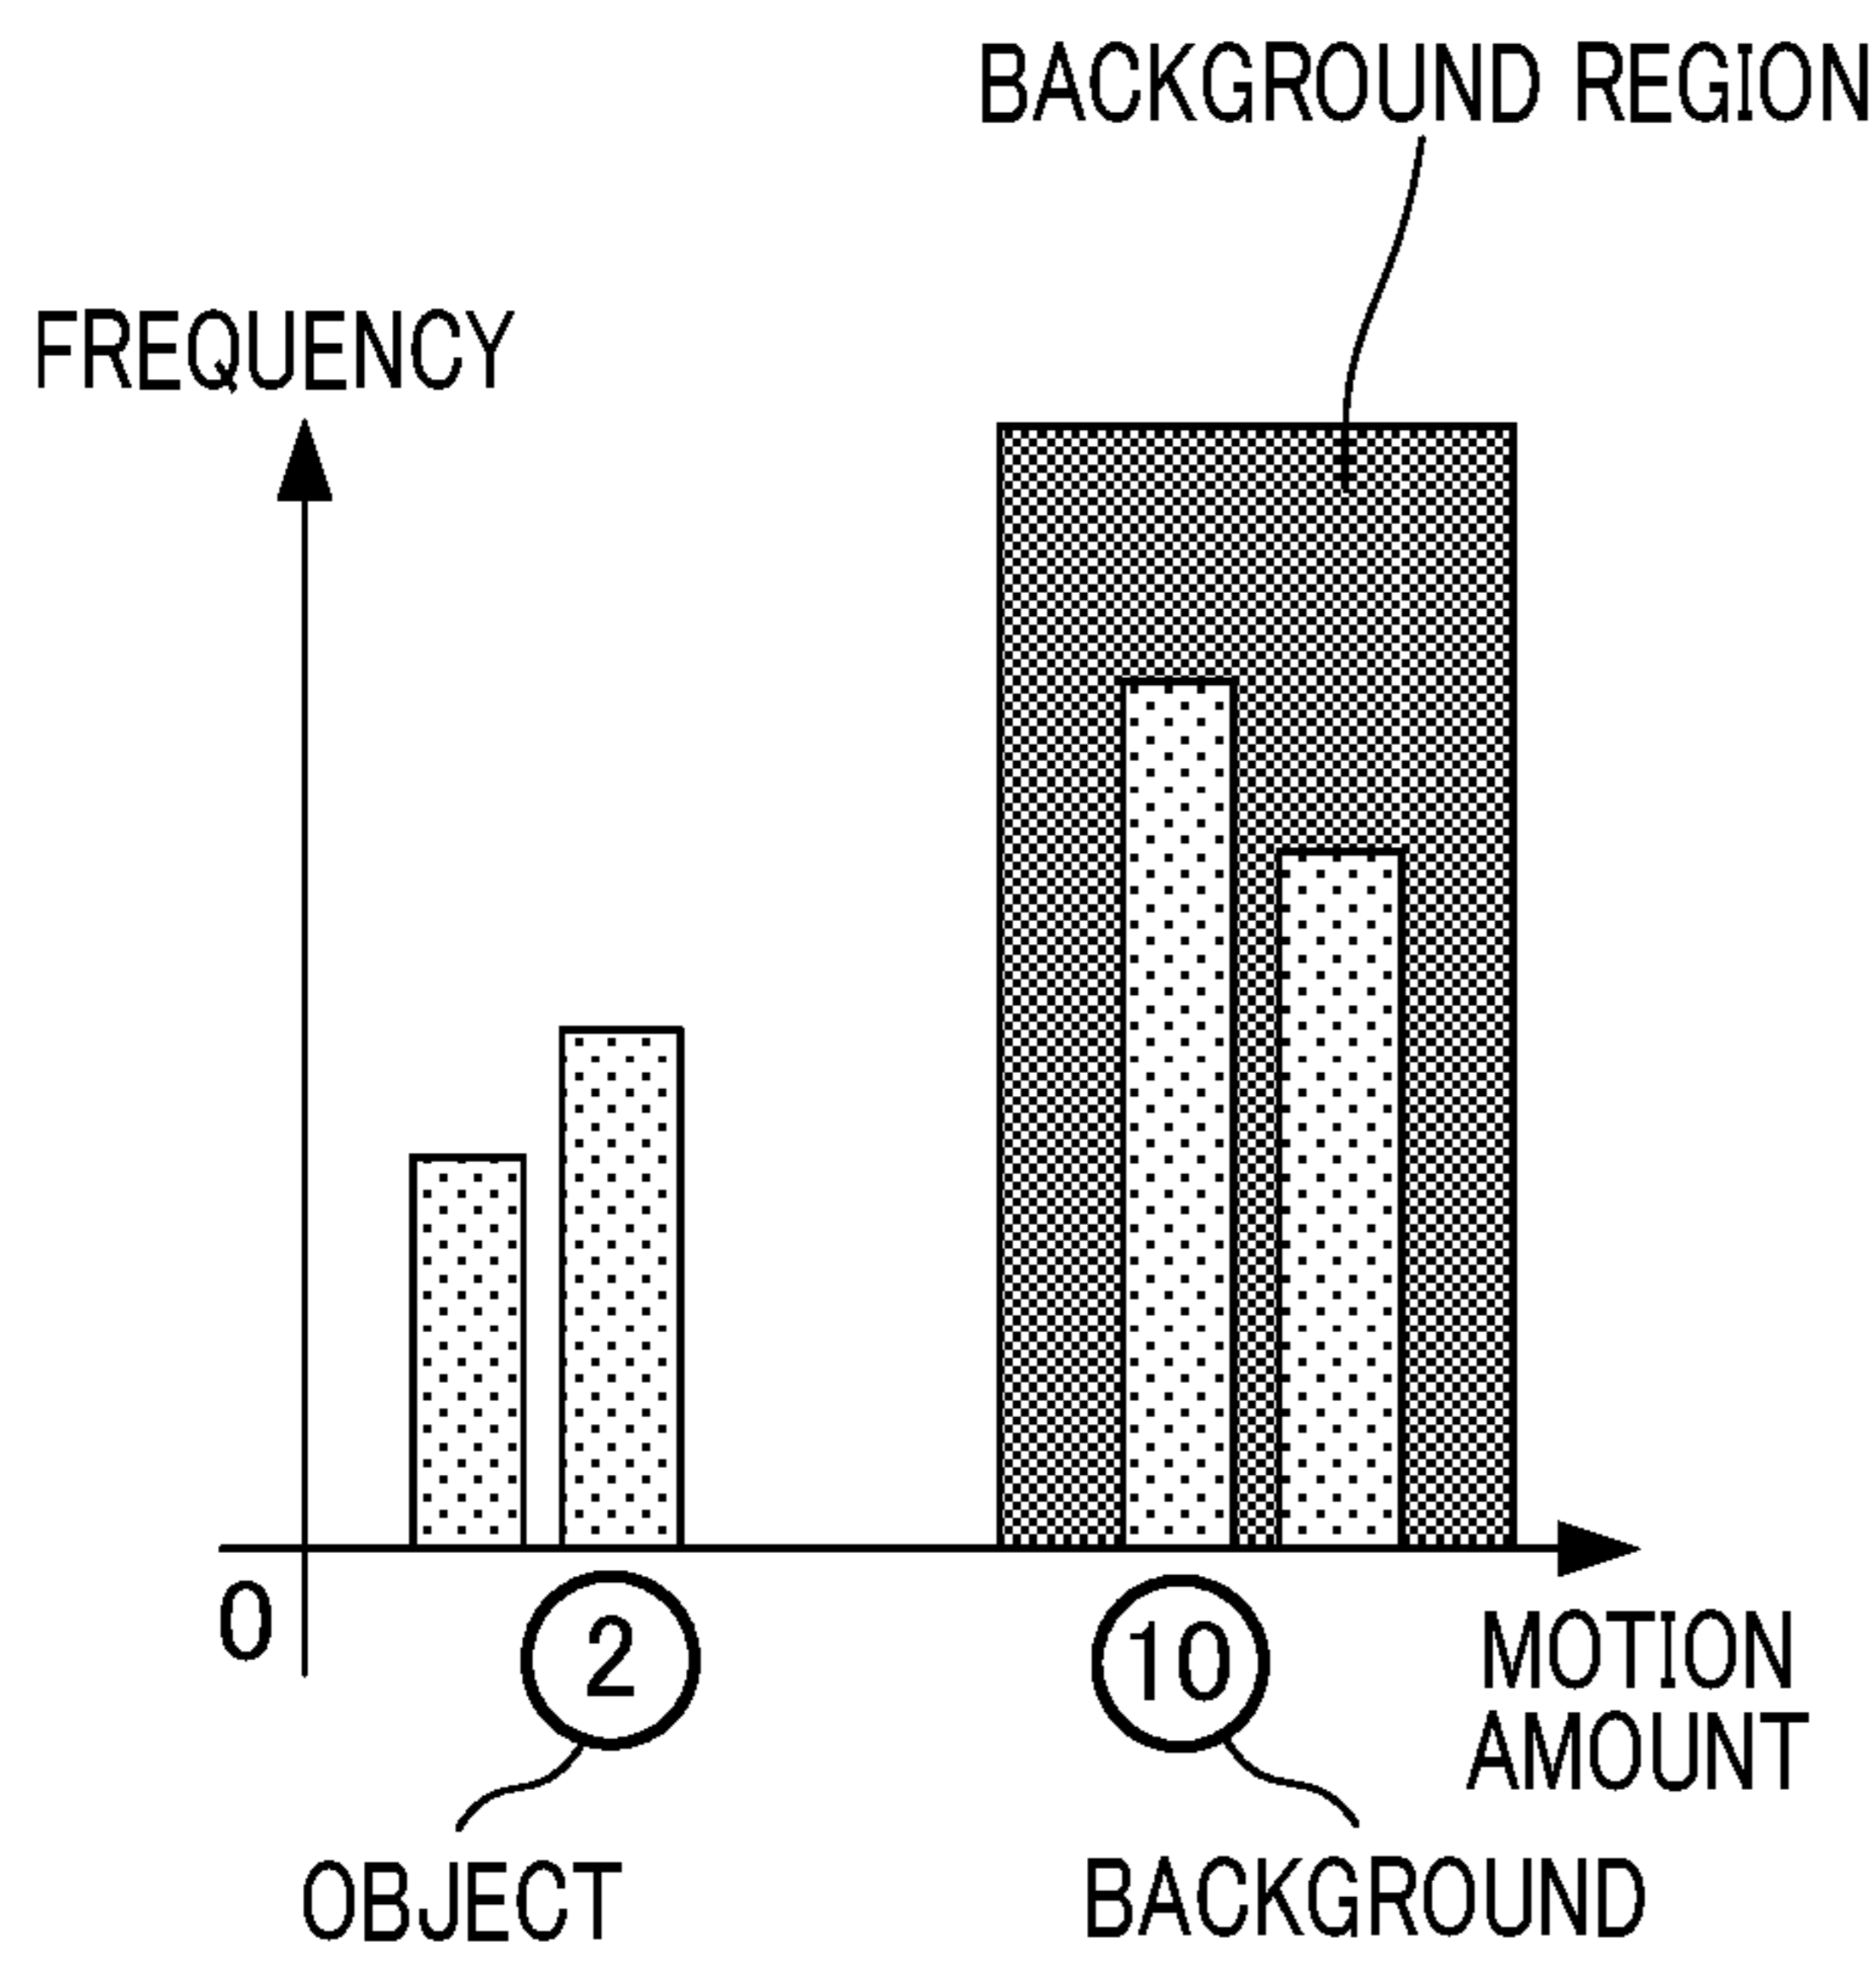 BACKGROUND REGION
FREQUENCY
0
2
10
MOTION
AMOUNT
OBJECT
BACKGROUND